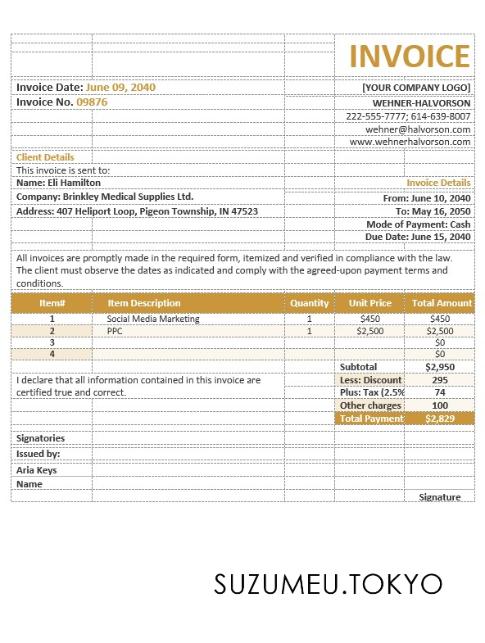 INVOICE
Invoice Date: June 09, 2040
[YOUR COMPANY LOGO]
Invoice No. 09876
WEHNER-HALVORSON
222-555-7777; 614-639-8007
wehner@halvorson.com
www.wehnerhalvorson.com
Client Details
This invoice is sent to:
Name: Eli Hamilton
Invoice Details
Company: Brinkley Medical Supplies Ltd.
From: June 10, 2040
Address: 407 Heliport Loop, Pigeon Township, IN 47523
To: May 16, 2050
Mode of Payment: Cash
Due Date: June 15, 2040
All invoices are promptly made in the required form, itemized and verified in compliance with the law.
The client must observe the dates as indicated and comply with the agreed-upon payment terms and
conditions.
Item# Item Description Quantity Unit Price Total Amount
1 Social Media Marketing 1 $450 $450
2 PPC 1 $2,500 $2,500
3 $0
4 $0
Subtotal $2,950
I declare that all information contained in this invoice are
certified true and correct.
Less: Discount 295
Plus: Tax (2.5% 74
Other charges 100
Total Payment $2,829
Signatories
Issued by:
Aria Keys
Name
Signature
SUZUMEU.TOKYO